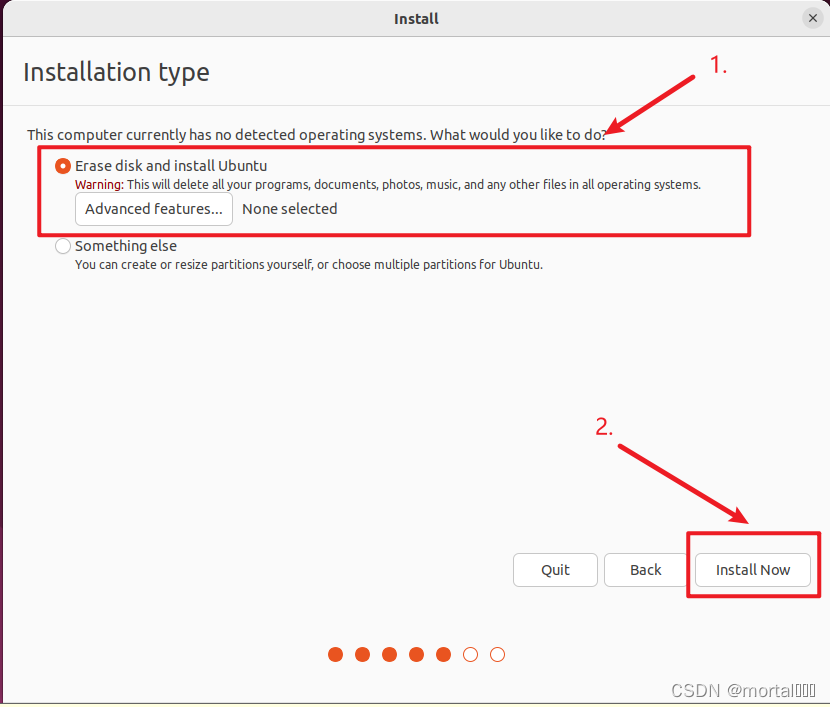 Install
Installation type
1.
This computer currently has no detected operating systems. What would you like to do?
Erase disk and install Ubuntu
Warning: This will delete all your programs, documents, photos, music, and any other files in all operating systems.
Advanced features... None selected
Something else
You can create or resize partitions yourself, or choose multiple partitions for Ubuntu.
2.
Quit Back Install Now
CSDN @mortal